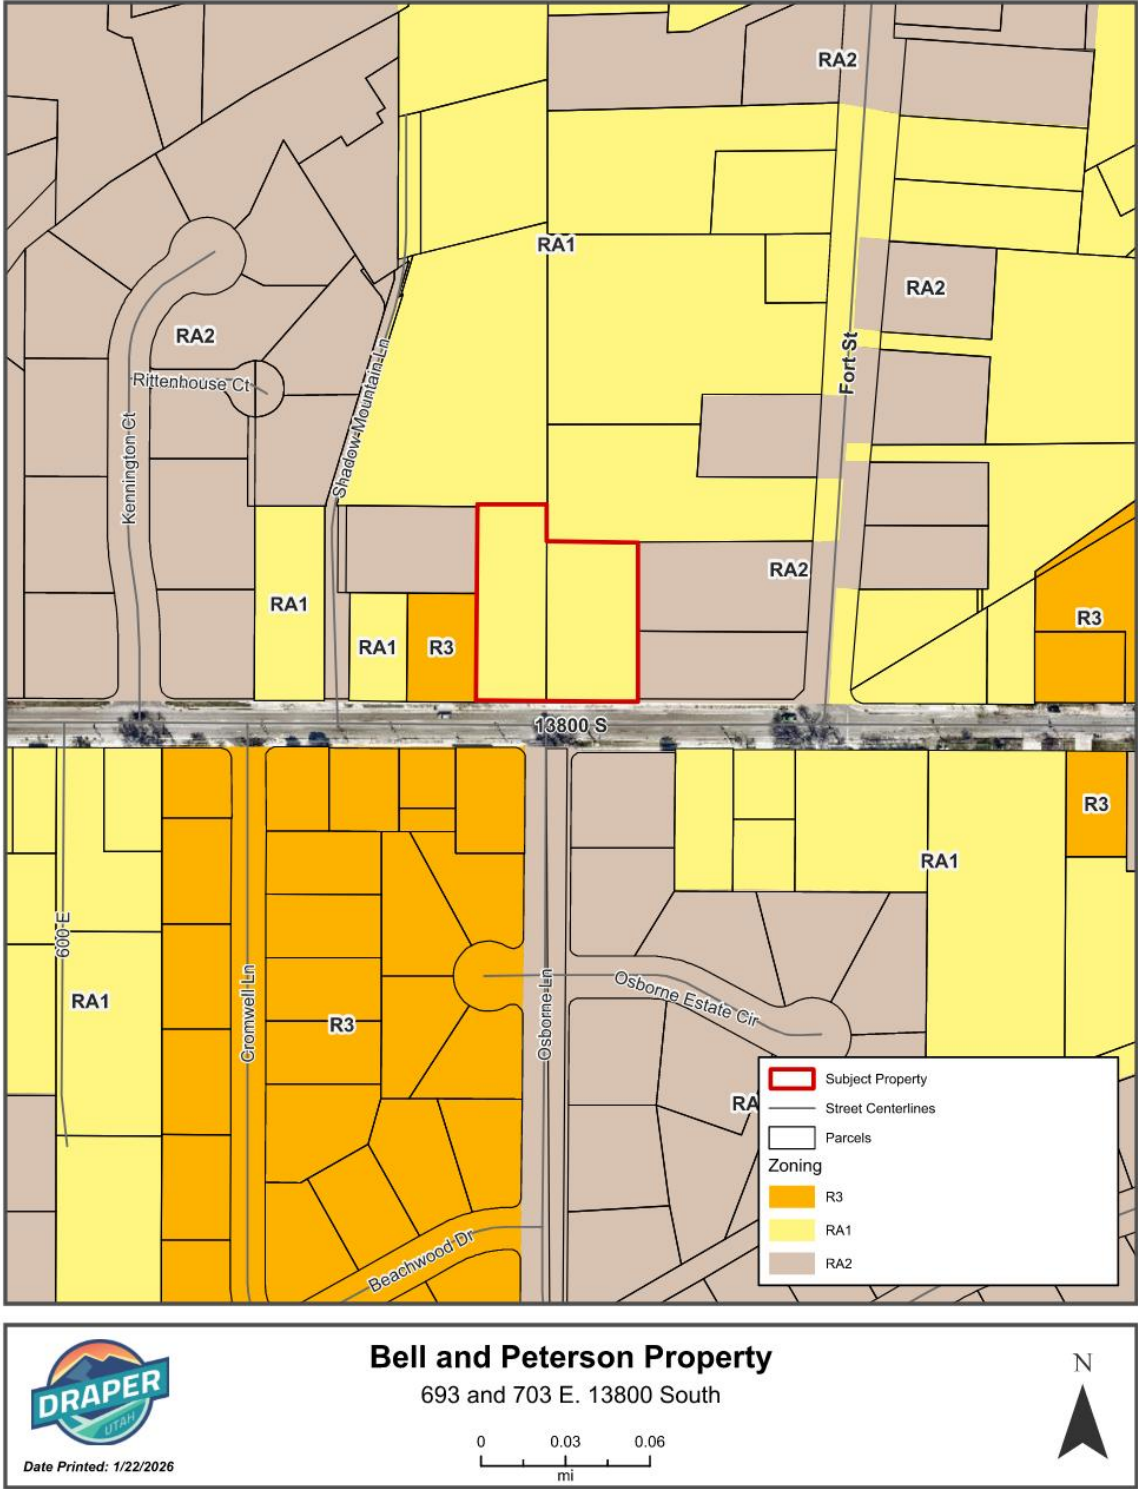 RA2
RA1
RA2
RA2
Fort St
Rittenhouse Ct
Shadow Mountain Ln
Kennington Ct
RA2
RA1
R3
RA1
R3
13800 S
R3
RA1
600 E
Osborne Ln
Osborne Estate Cir
Cromwell Ln
RA1
R3
RA
Beachwood Dr
Subject Property
Street Centerlines
Parcels
Zoning
R3
RA1
RA2
DRAPER
UTAH
Date Printed: 1/22/2026
Bell and Peterson Property
693 and 703 E. 13800 South
0 0.03 0.06
mi
N